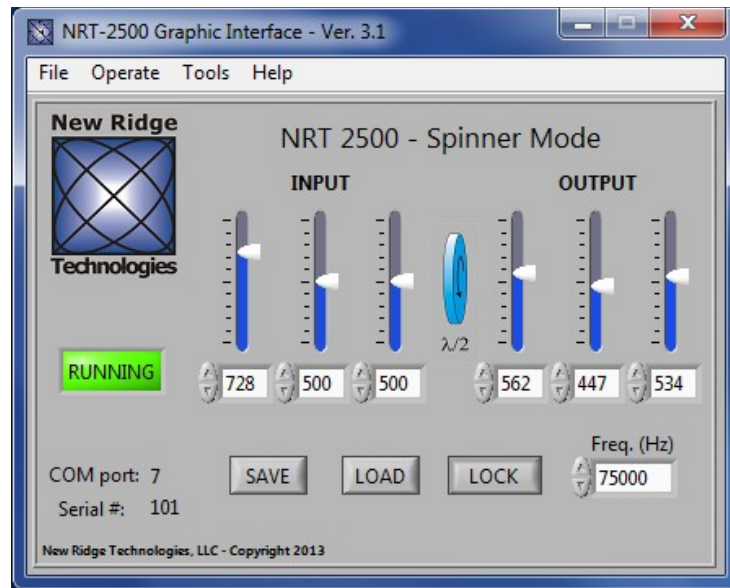 NRT-2500 Graphic Interface - Ver. 3.1
File Operate Tools Help
New Ridge
Technologies
NRT 2500 - Spinner Mode
INPUT OUTPUT
λ/2
RUNNING
728 500 500 562 447 534
Freq. (Hz)
COM port: 7 SAVE LOAD LOCK 75000
Serial #: 101
New Ridge Technologies, LLC - Copyright 2013